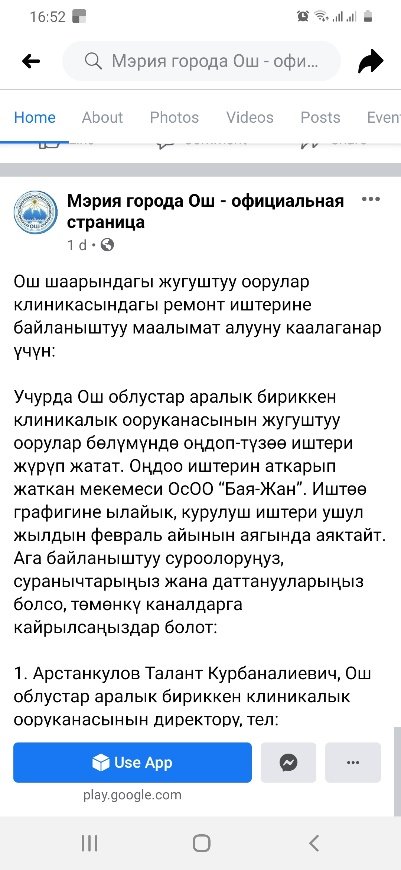 16:52
Мэрия города Ош - офи...
Home About Photos Videos Posts Even
Мэрия города Ош - официальная
страница
1 d
Ош шаарындагы жугуштуу оорулар
клиникасындагы ремонт иштерине
байланыштуу маалымат алууну каалаганар
үчүн:
Учурда Ош облустар аралык бириккен
клиникалык ооруканасынын жугуштуу
оорулар бөлүмүндө оңдоп-түзөө иштери
жүрүп жатат. Оңдоо иштерин аткарып
жаткан мекемеси ОсОО “Бая-Жан”. Иштөө
графигине ылайык, курулуш иштери ушул
жылдын февраль айынын аягында аяктайт.
Ага байланыштуу суроолоруңуз,
суранычтарыңыз жана даттанууларыңыз
болсо, төмөнкү каналдарга
кайрылсаңыздар болот:
1. Арстанкулов Талант Курбаналиевич, Ош
облустар аралык бириккен клиникалык
ооруканасынын директору, тел:
Use App
play.google.com